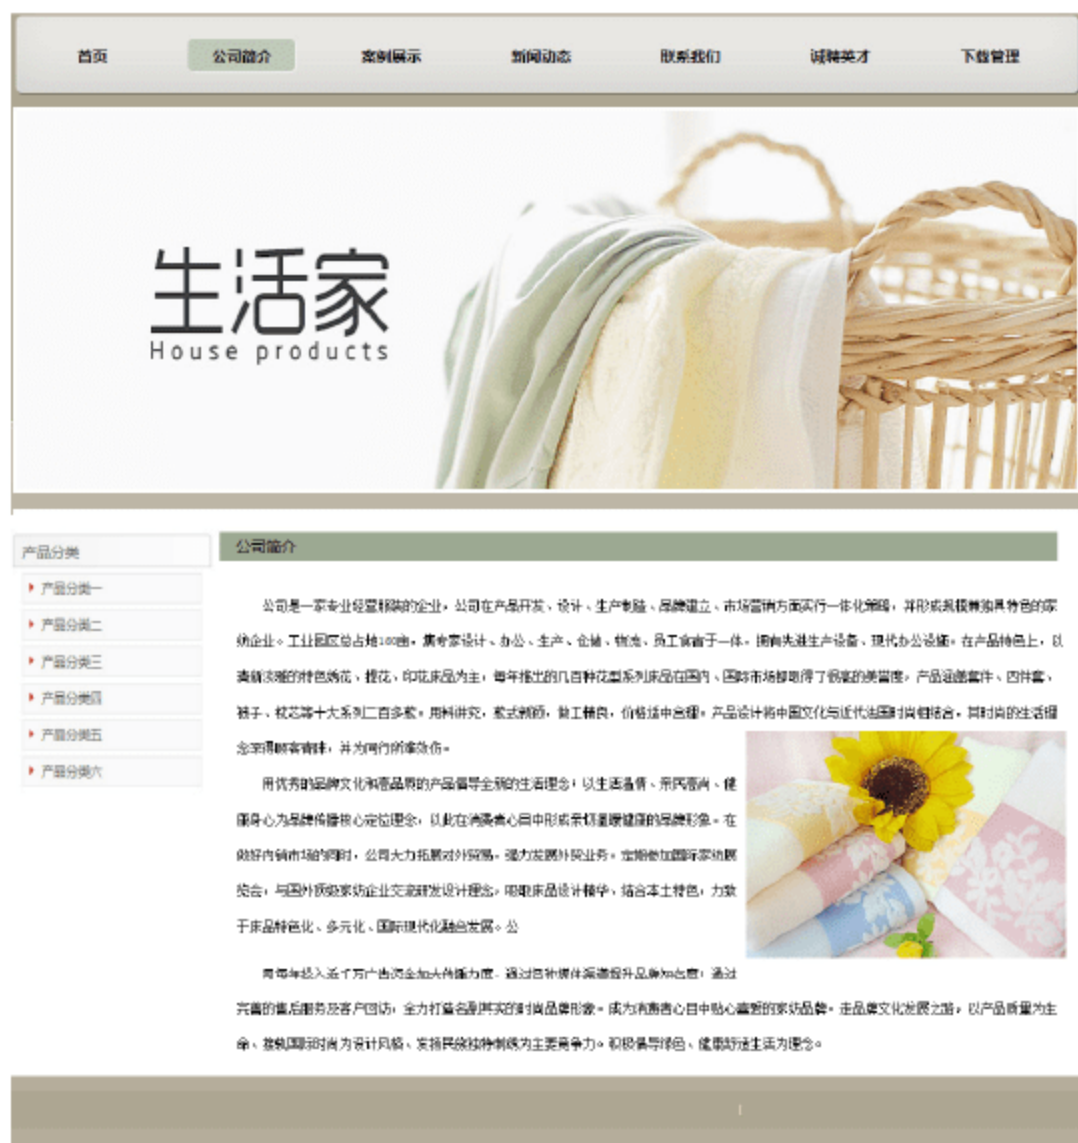 首页 公司简介 案例展示 新闻动态 联系我们 诚聘英才 下载管理
生活家
House products
产品分类
产品分类一
产品分类二
产品分类三
产品分类四
产品分类五
产品分类六
公司简介
公司是一家专业经营服装的企业，公司在产品开发、设计、生产制造、品牌建立、市场营销方面实行一体化策略，并形成规模兼独具特色的家
纺企业。工业园区总占地100亩，集专家设计、办公、生产、仓储、物流、员工食宿于一体，拥有先进生产设备、现代办公设施。在产品特色上，以
清新淡雅的特色绣花、提花、印花床品为主，每年推出的几百种花型系列床品在国内、国际市场都取得了很高的美誉度，产品涵盖套件、四件套、
被子、枕芯等十大系列二百多款。用料讲究，款式新颖，做工精良，价格适中合理。产品设计将中国文化与近代法国时尚相结合，其时尚的生活理
念深得顾客青睐，并为同行所难效仿。
用优秀的品牌文化和高品质的产品倡导全新的生活理念，以生活温情、亲民高尚、健
康身心为品牌传播核心定位理念，以此在消费者心目中形成亲切温暖健康的品牌形象。在
做好内销市场的同时，公司大力拓展对外贸易，强力发展外贸业务。定期参加国际家纺展
览会，与国外顶级家纺企业交流研发设计理念，吸取床品设计精华，结合本土特色，力致
于床品特色化、多元化、国际现代化融合发展。公
司每年投入近千万广告资金加大传播力度，通过各种媒体渠道提升品牌知名度，通过
完善的售后服务及客户回访，全力打造名副其实的时尚品牌形象。成为消费者心目中贴心喜爱的家纺品牌。走品牌文化发展之路，以产品质量为生
命、接轨国际时尚为设计风格、发扬民族独特刺绣为主要竞争力。积极倡导绿色、健康舒适生活为理念。